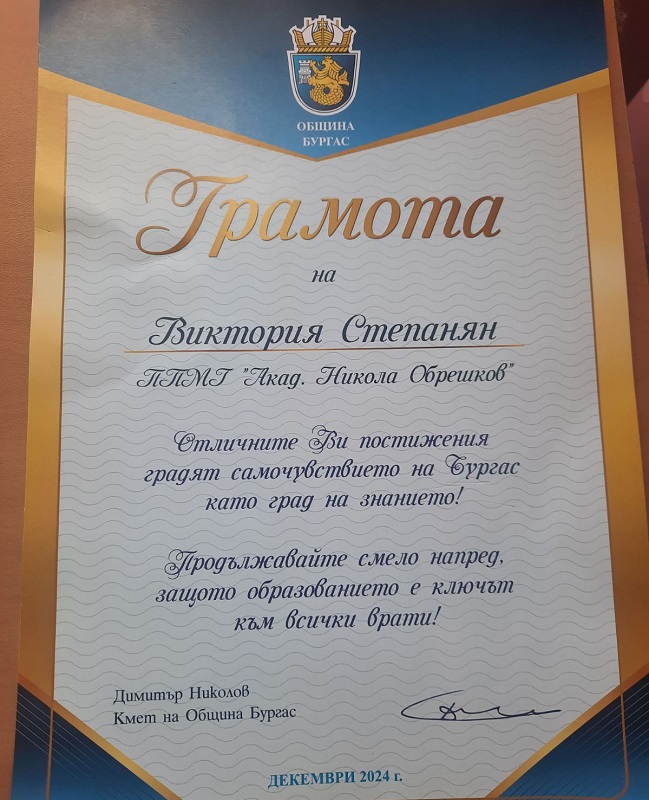 ОБЩИНА
БУРГАС
Грамота
на
Виктория Степанян
ППМГ "Акад. Никола Обрешков"
Отличните Ви постижения
градят самочувствието на Бургас
като град на знанието!
Продължавайте смело напред,
защото образованието е ключът
към всички врати!
Димитър Николов
Кмет на Община Бургас
ДЕКЕМВРИ 2024 г.